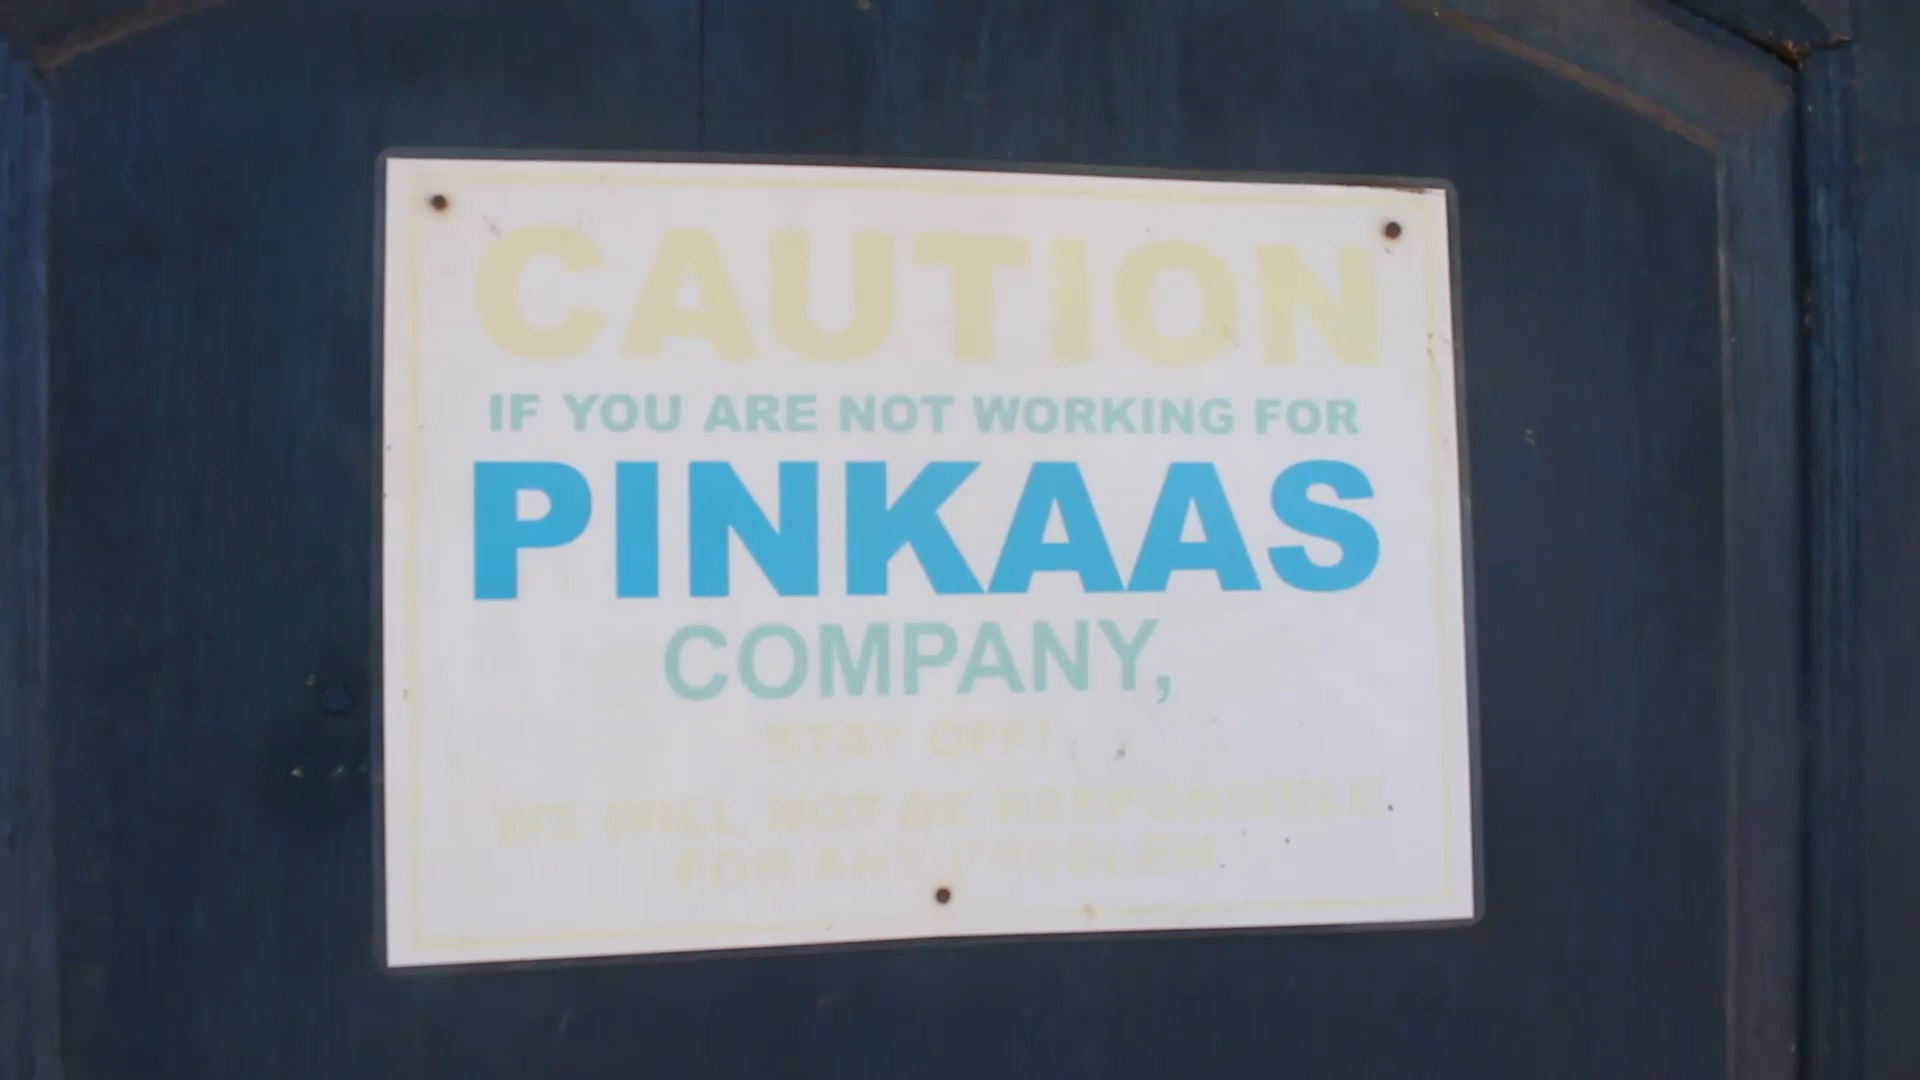 CAUTION
IF YOU ARE NOT WORKING FOR
PINKAAS
COMPANY,
STAY OFF!
WE WILL NOT BE RESPONSIBLE
FOR ANY PROBLEM